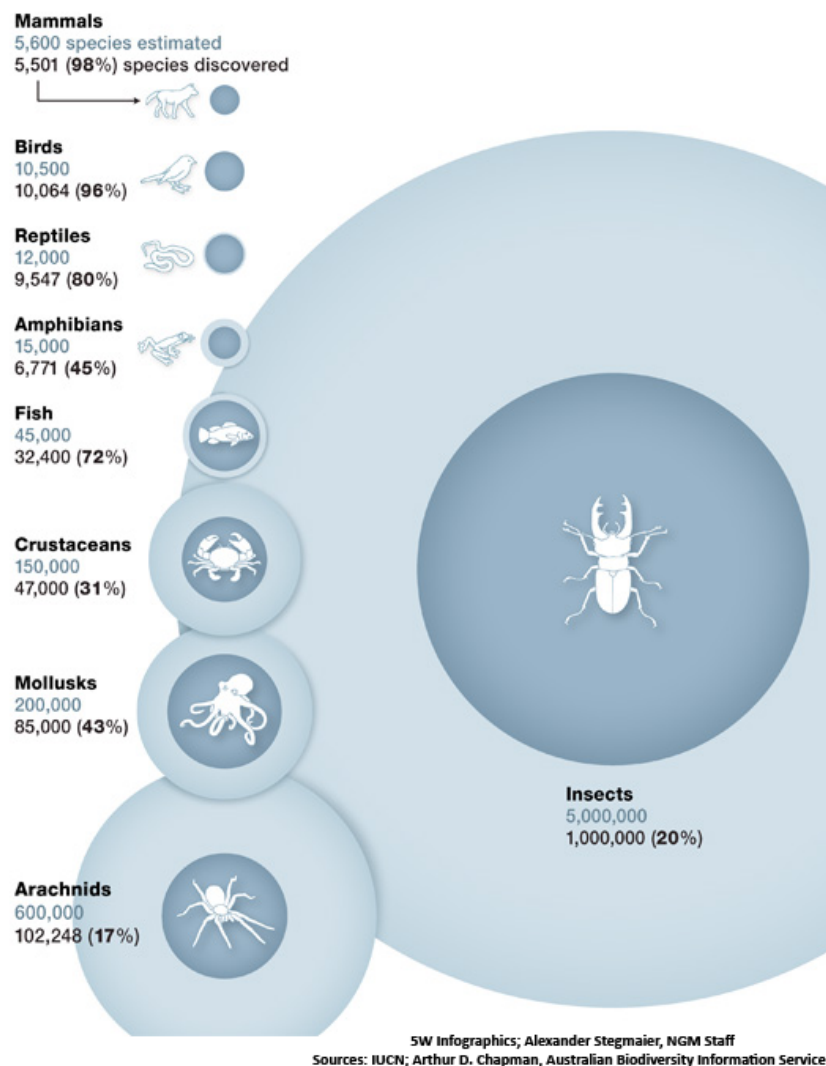 Mammals
5,600 species estimated
5,501 (98%) species discovered
Birds
10,500
10,064 (96%)
Reptiles
12,000
9,547 (80%)
Amphibians
15,000
6,771 (45%)
Fish
45,000
32,400 (72%)
Crustaceans
150,000
47,000 (31%)
Mollusks
200,000
85,000 (43%)
Arachnids
600,000
102,248 (17%)
Insects
5,000,000
1,000,000 (20%)
5W Infographics; Alexander Stegmaier, NGM Staff
Sources: IUCN; Arthur D. Chapman, Australian Biodiversity Information Service